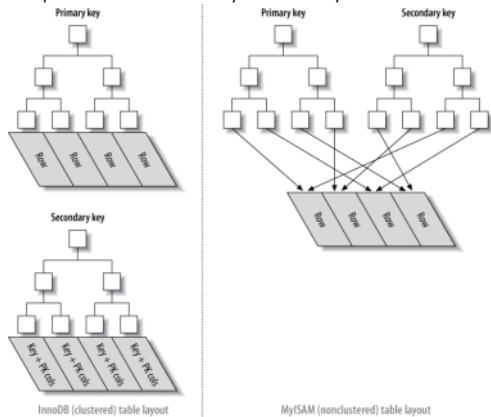 Primary key
Row
Row
Row
Row
Secondary key
Key + PK cols
Key + PK cols
Key + PK cols
Key + PK cols
InnoDB (clustered) table layout
Primary key
Secondary key
Row
Row
Row
Row
MyISAM (nonclustered) table layout